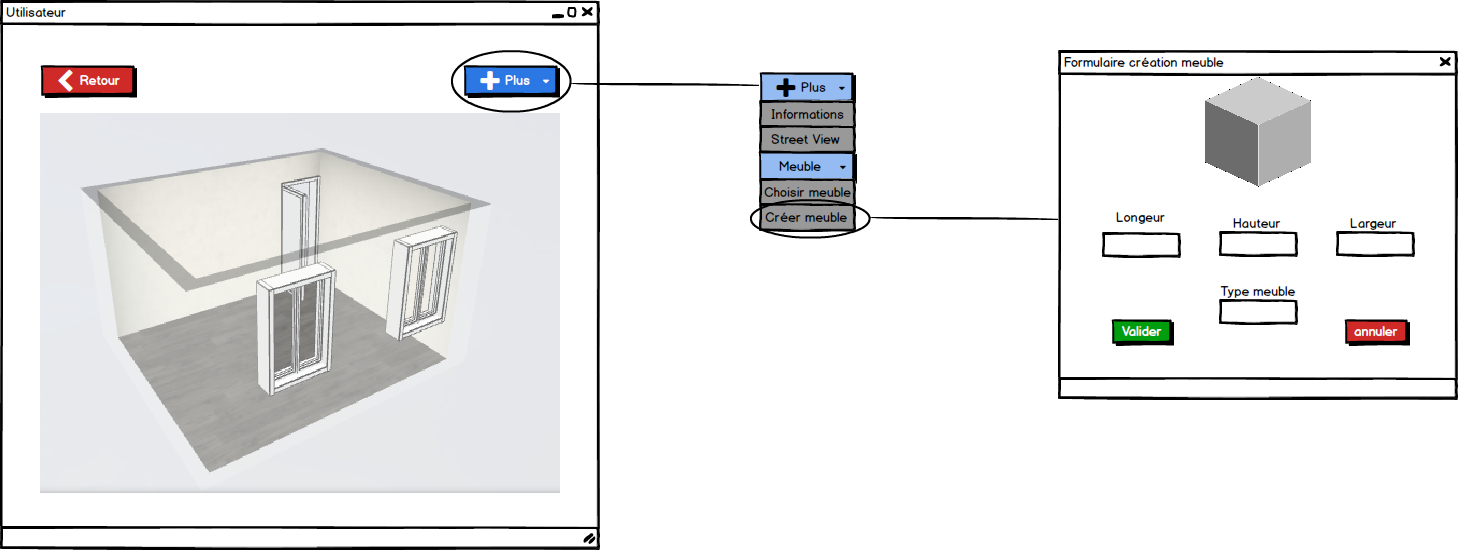 Utilisateur
Retour
Plus
Plus
Informations
Street View
Meuble
Choisir meuble
Créer meuble
Formulaire création meuble
Longeur
Hauteur
Largeur
Type meuble
Valider
annuler